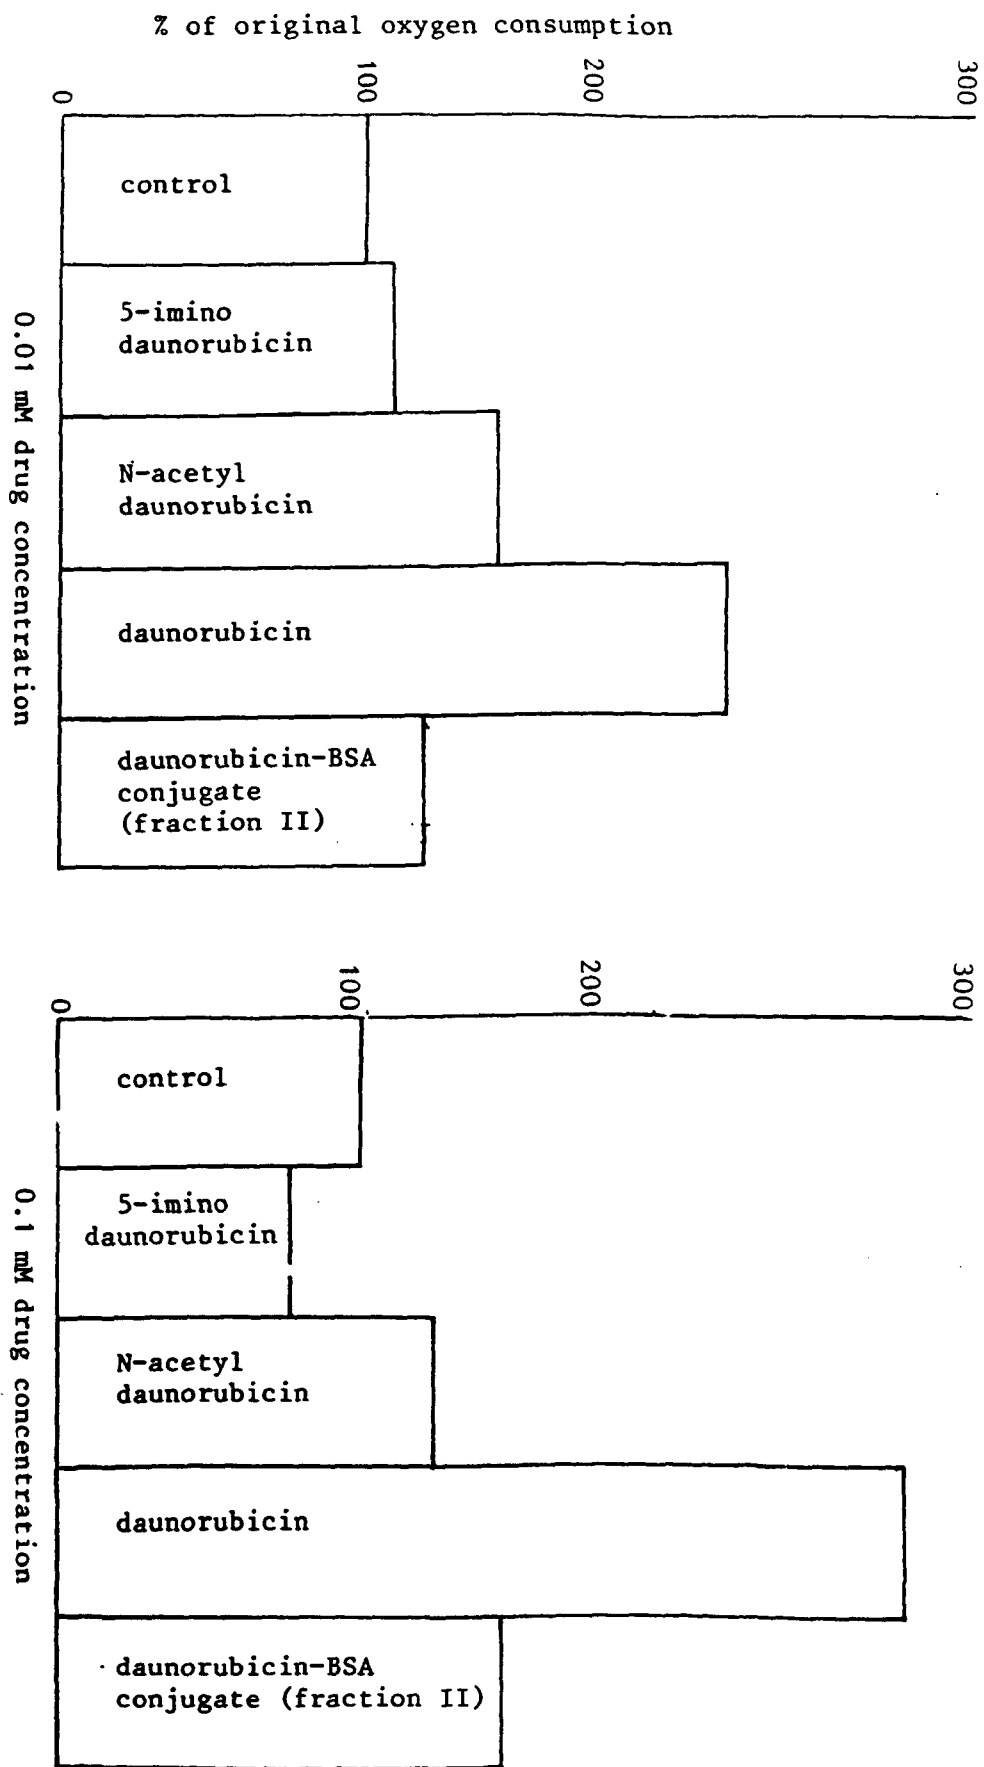 % of original oxygen consumption
0
100
200
300
control
5-imino
daunorubicin
N-acetyl
daunorubicin
daunorubicin
daunorubicin-BSA
conjugate
(fraction II)
0.01 mM drug concentration
0
100
200
300
control
5-imino
daunorubicin
N-acetyl
daunorubicin
daunorubicin
daunorubicin-BSA
conjugate (fraction II)
0.1 mM drug concentration